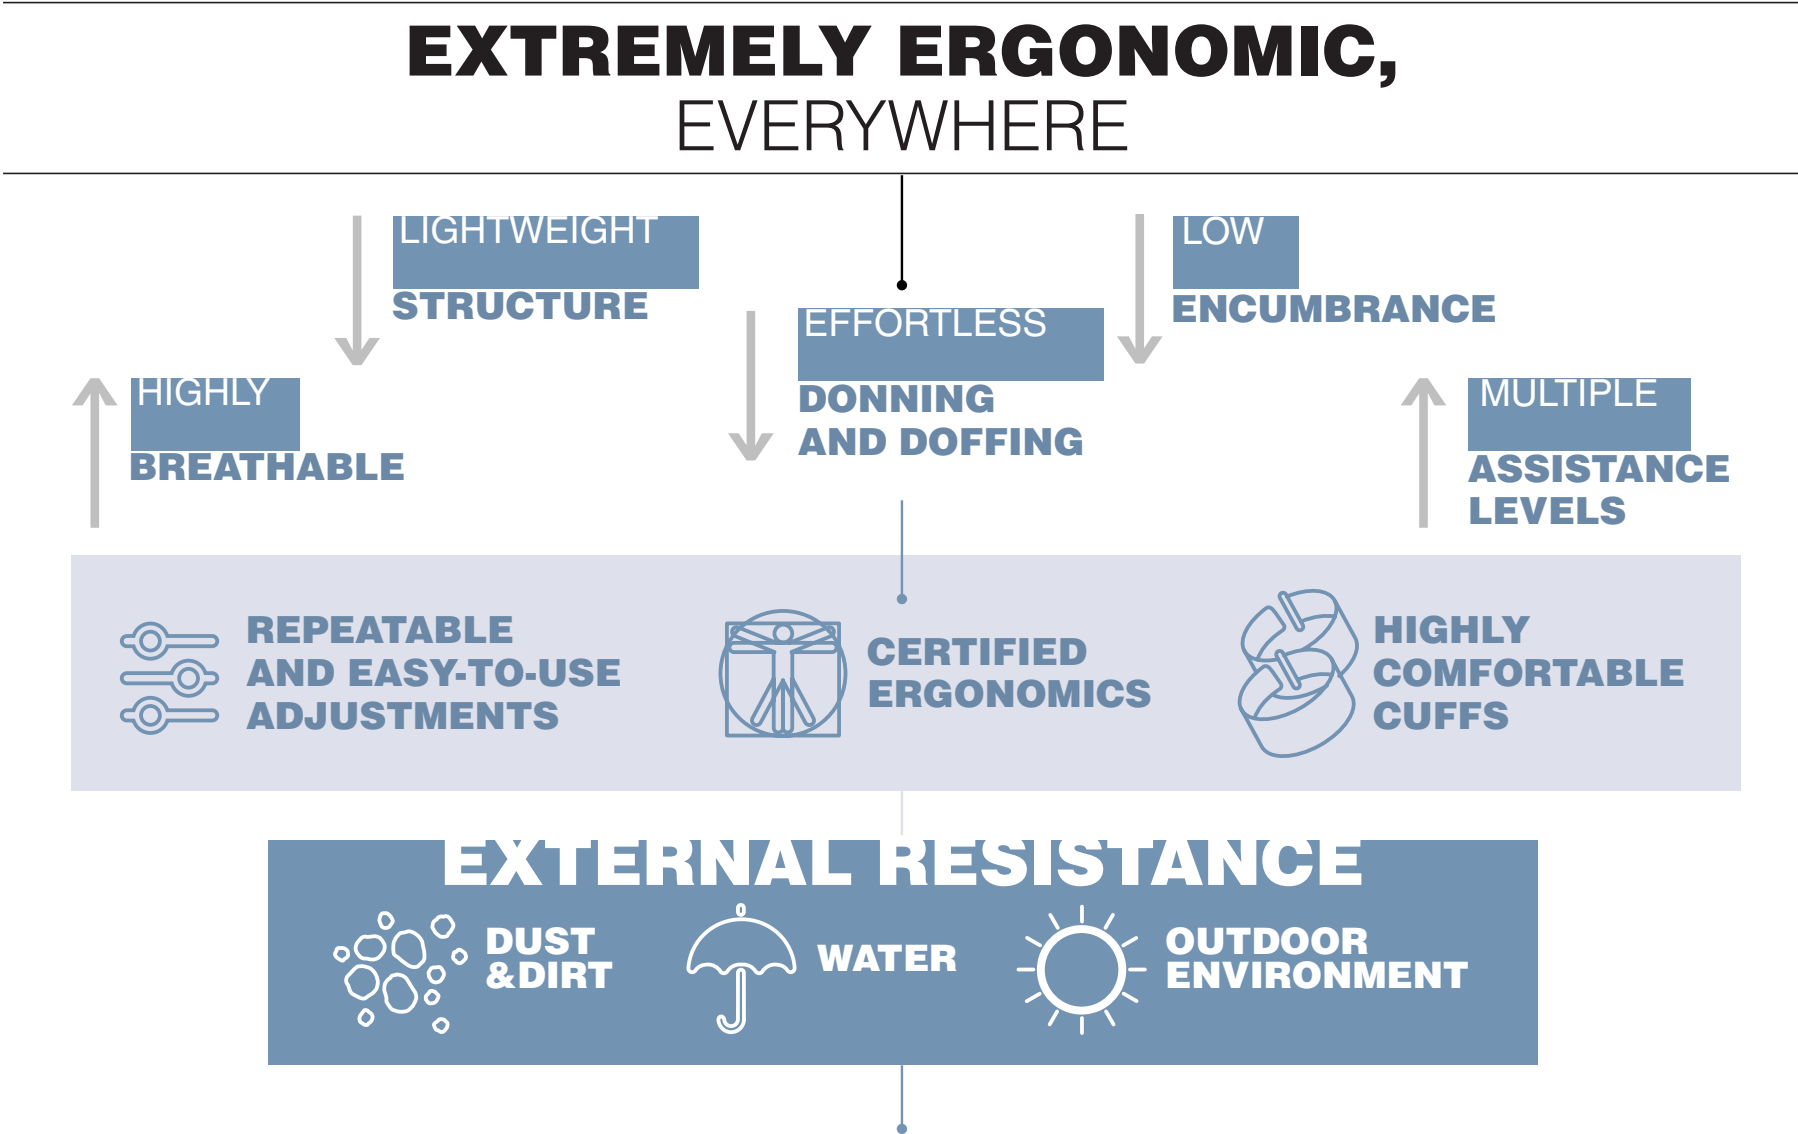 EXTREMELY ERGONOMIC,
EVERYWHERE
LIGHTWEIGHT
STRUCTURE
LOW
ENCUMBRANCE
EFFORTLESS
DONNING
AND DOFFING
HIGHLY
BREATHABLE
MULTIPLE
ASSISTANCE
LEVELS
REPEATABLE
AND EASY-TO-USE
ADJUSTMENTS
CERTIFIED
ERGONOMICS
HIGHLY
COMFORTABLE
CUFFS
EXTERNAL RESISTANCE
DUST
&DIRT
WATER
OUTDOOR
ENVIRONMENT